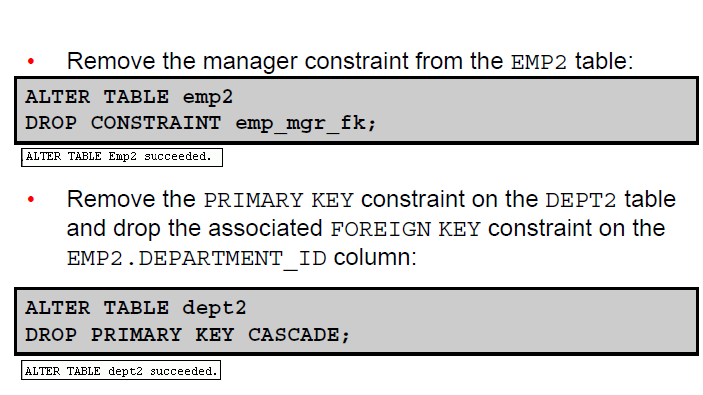 • Remove the manager constraint from the EMP2 table:
ALTER TABLE emp2
DROP CONSTRAINT emp_mgr_fk;
ALTER TABLE Emp2 succeeded.
• Remove the PRIMARY KEY constraint on the DEPT2 table
and drop the associated FOREIGN KEY constraint on the
EMP2.DEPARTMENT_ID column:
ALTER TABLE dept2
DROP PRIMARY KEY CASCADE;
ALTER TABLE dept2 succeeded.